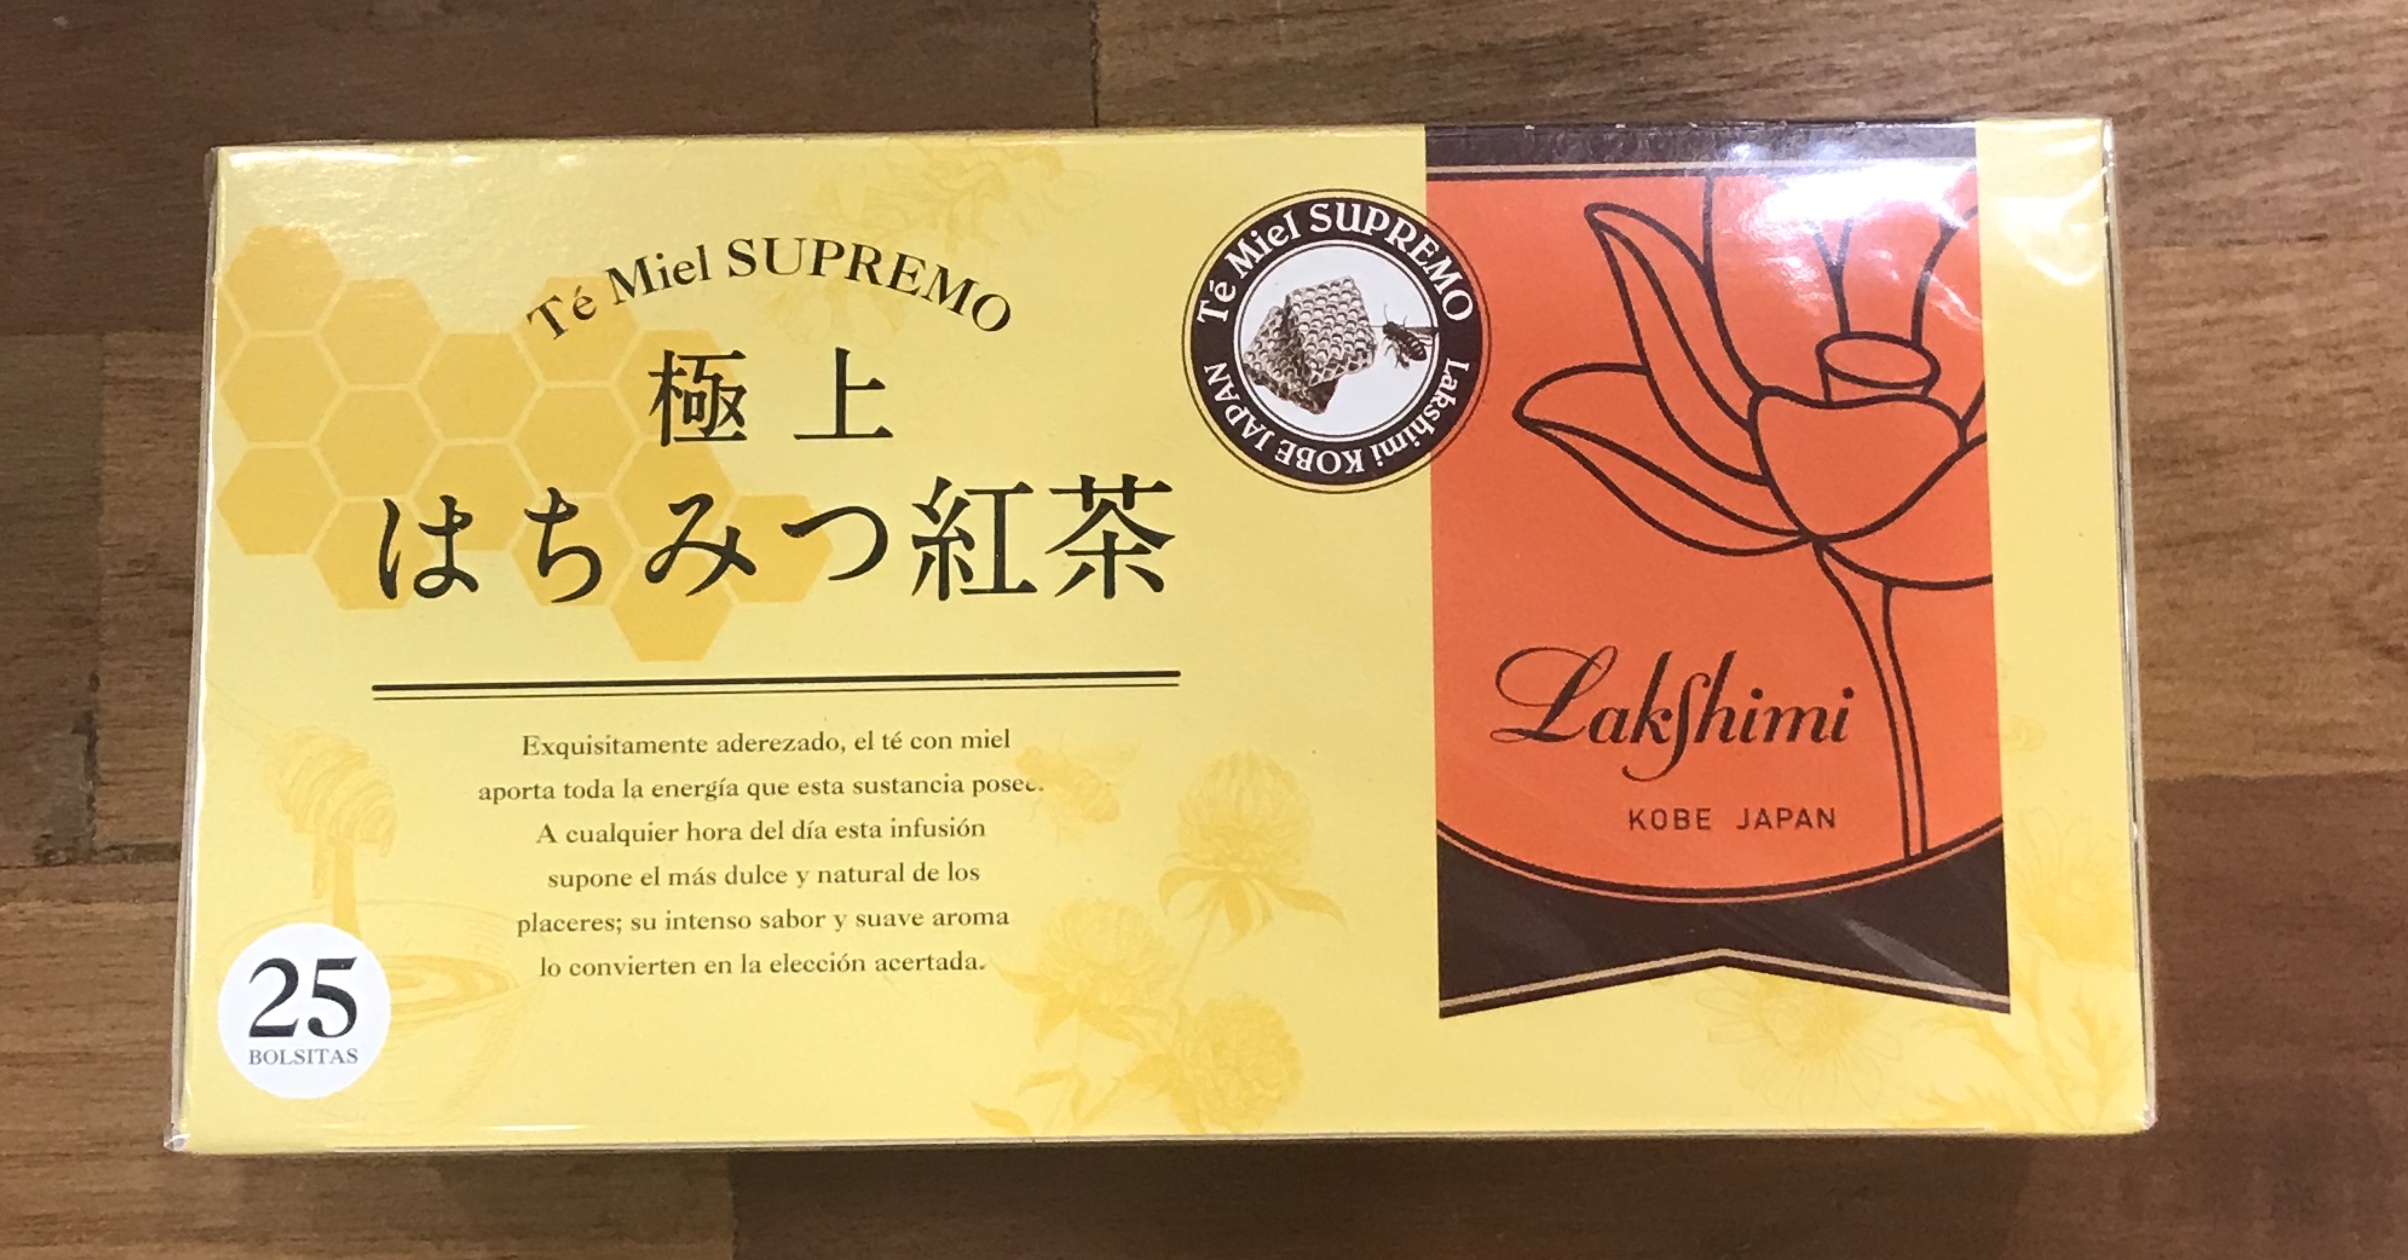 Té Miel SUPREMO
極上
はちみつ紅茶
Exquisitamente aderezado, el té con miel
aporta toda la energía que esta sustancia posee.
A cualquier hora del día esta infusión
supone el más dulce y natural de los
placeres; su intenso sabor y suave aroma
lo convierten en la elección acertada.
25
BOLSITAS
Té Miel SUPREMO
Lakshimi KOBE JAPAN
Lakshimi
KOBE JAPAN